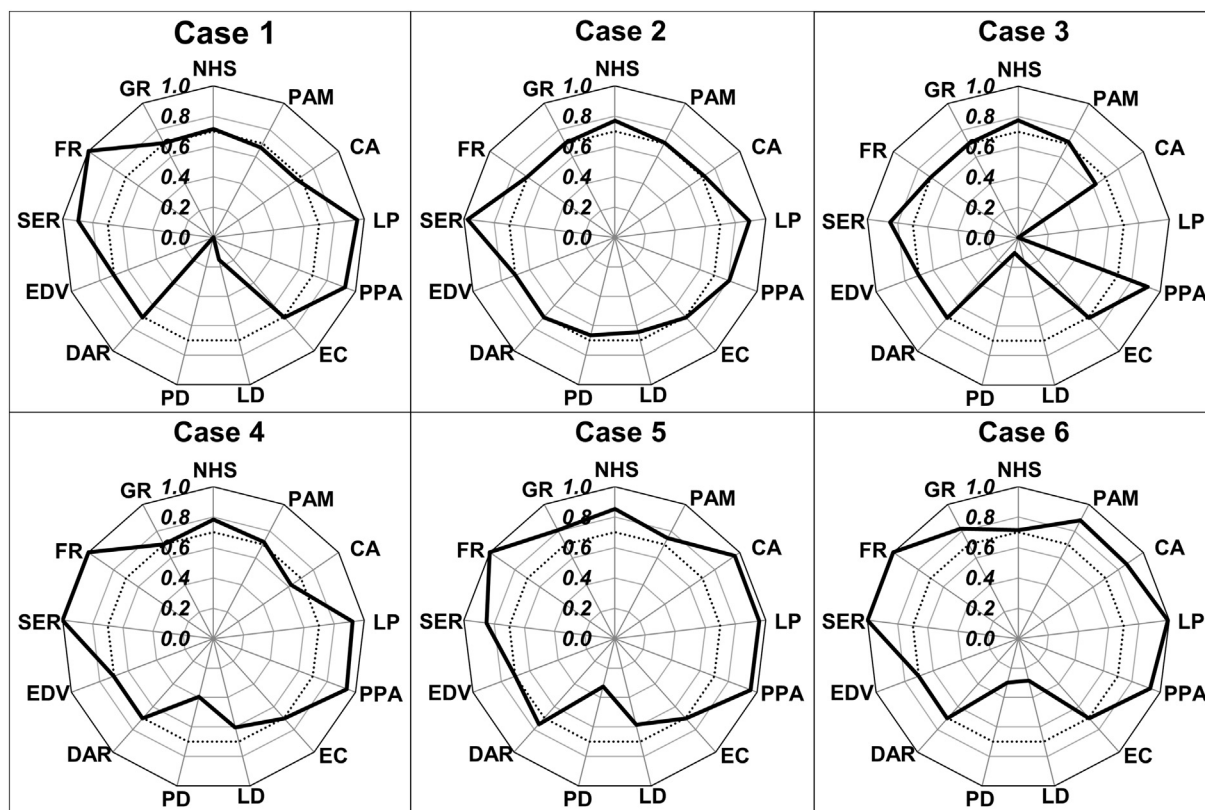 Case 1
NHS
GR 1.0 PAM
0.8
FR 0.6 CA
0.4
0.2
SER 0.0 LP
EDV PPA
DAR EC
PD LD
Case 2
NHS
GR 1.0 PAM
0.8
FR 0.6 CA
0.4
0.2
SER 0.0 LP
EDV PPA
DAR EC
PD LD
Case 3
NHS
GR 1.0 PAM
0.8
FR 0.6 CA
0.4
0.2
SER 0.0 LP
EDV PPA
DAR EC
PD LD
Case 4
NHS
GR 1.0 PAM
0.8
FR 0.6 CA
0.4
0.2
SER 0.0 LP
EDV PPA
DAR EC
PD LD
Case 5
NHS
GR 1.0 PAM
0.8
FR 0.6 CA
0.4
0.2
SER 0.0 LP
EDV PPA
DAR EC
PD LD
Case 6
NHS
GR 1.0 PAM
0.8
FR 0.6 CA
0.4
0.2
SER 0.0 LP
EDV PPA
DAR EC
PD LD